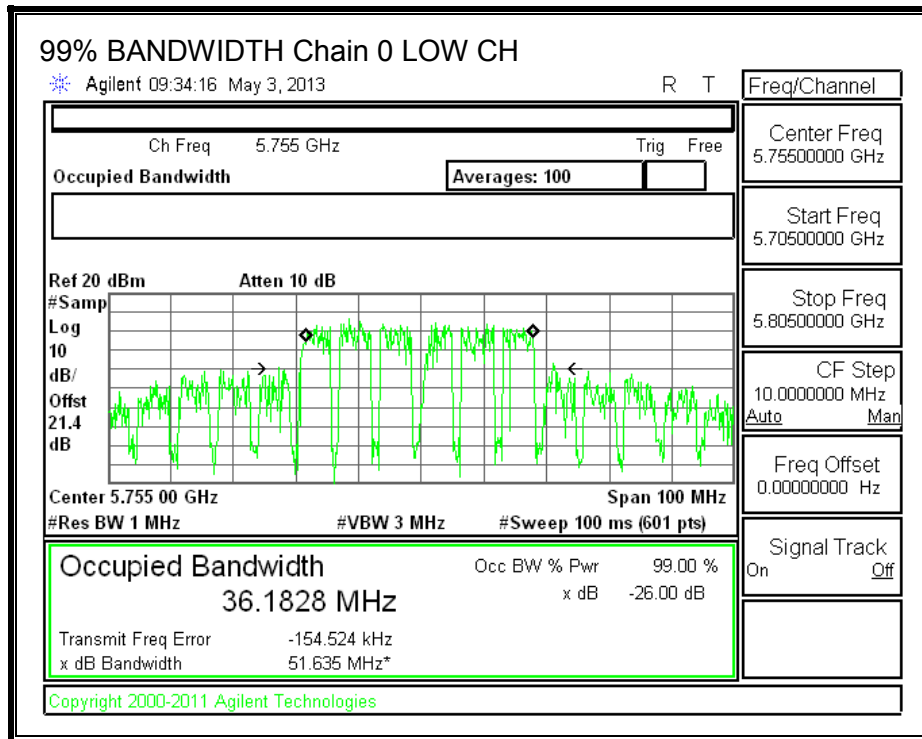 99% BANDWIDTH Chain 0 LOW CH
Agilent 09:34:16 May 3, 2013 R T
Ch Freq 5.755 GHz Trig Free
Occupied Bandwidth Averages: 100
Ref 20 dBm Atten 10 dB
#Samp
Log
10
dB/
Offst
21.4
dB
Center 5.755 00 GHz Span 100 MHz
#Res BW 1 MHz #VBW 3 MHz #Sweep 100 ms (601 pts)
Occupied Bandwidth Occ BW % Pwr 99.00 %
36.1828 MHz x dB -26.00 dB
Transmit Freq Error -154.524 kHz
x dB Bandwidth 51.635 MHz*
Copyright 2000-2011 Agilent Technologies
Freq/Channel
Center Freq
5.75500000 GHz
Start Freq
5.70500000 GHz
Stop Freq
5.80500000 GHz
CF Step
10.0000000 MHz
Auto Man
Freq Offset
0.00000000 Hz
Signal Track
On Off